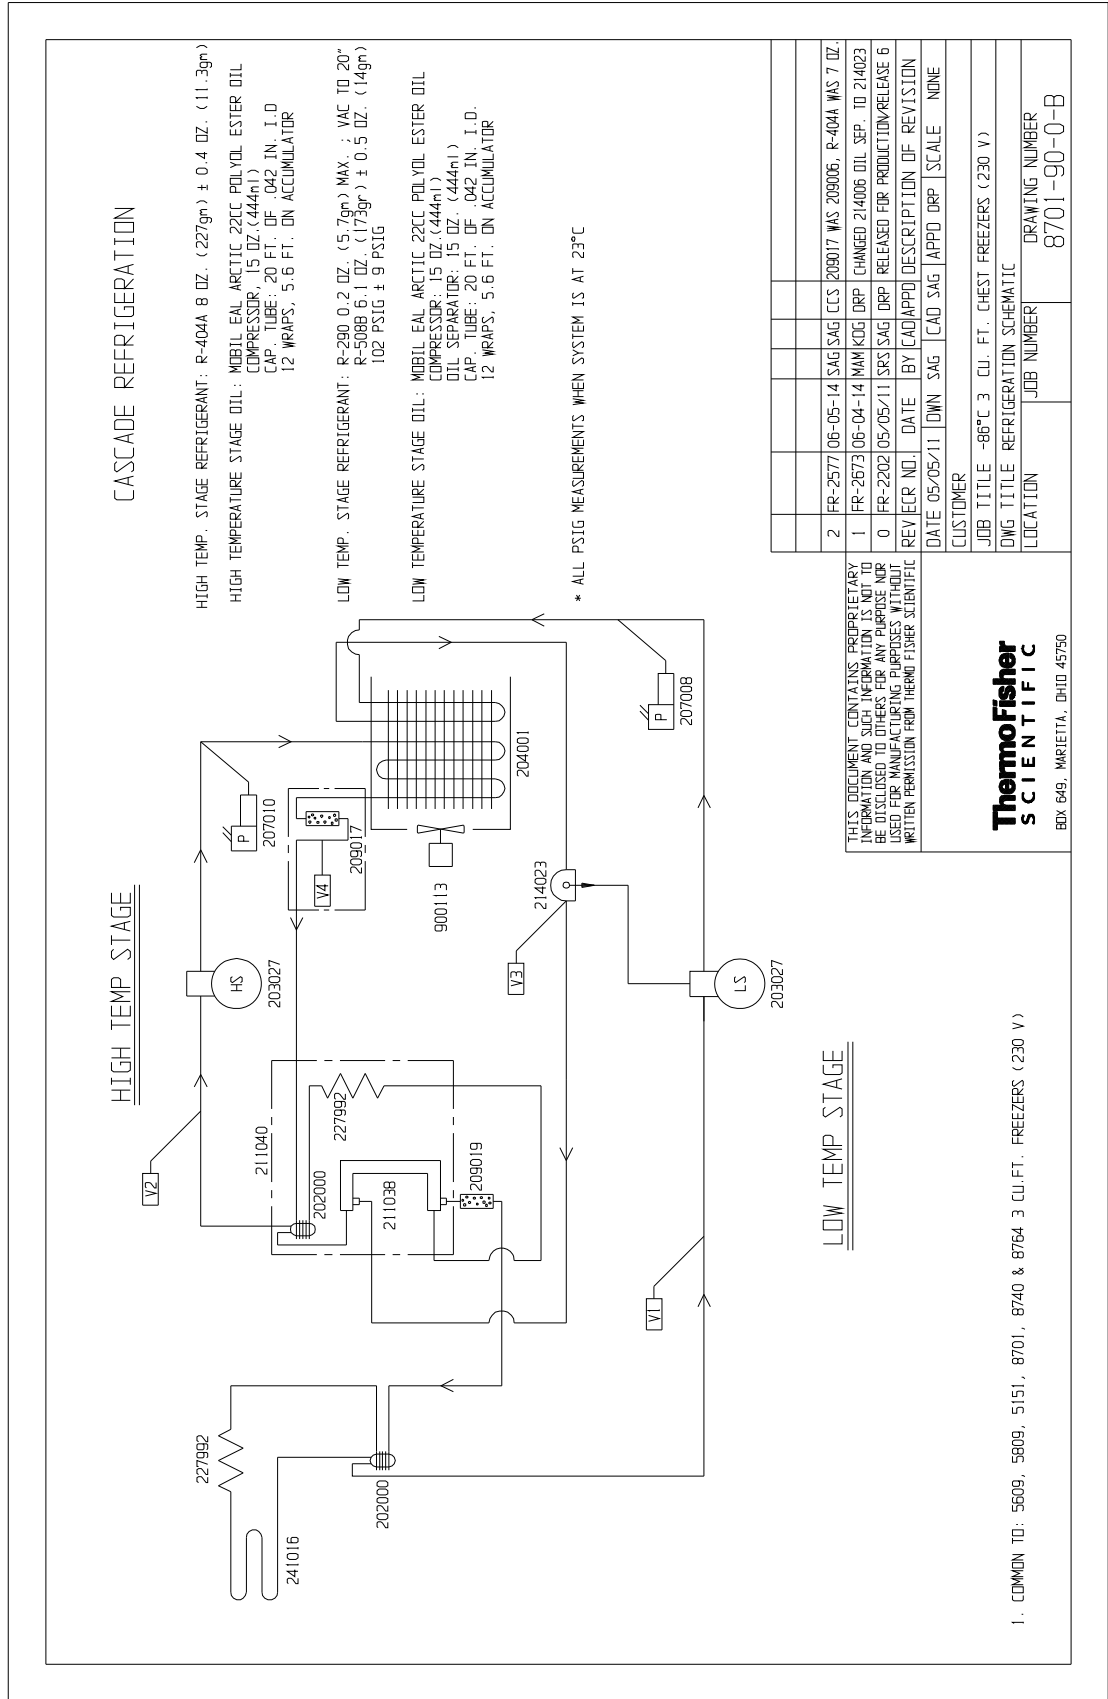 CASCADE REFRIGERATION
HIGH TEMP. STAGE REFRIGERANT: R-404A 8 OZ. (227gm) ± 0.4 OZ. (11.3gm)
HIGH TEMPERATURE STAGE OIL: MOBIL EAL ARCTIC 22CC POLYOL ESTER OIL
COMPRESSOR, 15 OZ.(444ml)
CAP. TUBE: 20 FT. OF .042 IN. I.D
12 WRAPS, 5.6 FT. ON ACCUMULATOR
LOW TEMP. STAGE REFRIGERANT: R-290 0.2 OZ. (5.7gm) MAX. ; VAC TO 20"
R-508B 6.1 OZ. (173gr) ± 0.5 OZ. (14gm)
102 PSIG ± 9 PSIG
LOW TEMPERATURE STAGE OIL: MOBIL EAL ARCTIC 22CC POLYOL ESTER OIL
COMPRESSOR: 15 OZ.(444ml)
OIL SEPARATOR: 15 OZ. (444ml)
CAP. TUBE: 20 FT. OF .042 IN. I.D.
12 WRAPS, 5.6 FT. ON ACCUMULATOR
* ALL PSIG MEASUREMENTS WHEN SYSTEM IS AT 23°C
HIGH TEMP STAGE
V2
HS
203027
P
207010
209017
V4
900113
204001
211040
202000
227992
211038
209019
227992
241016
202000
V3
214023
P
207008
V1
LS
203027
LOW TEMP STAGE
1. COMMON TO: 5609, 5809, 5151, 8701, 8740 & 8764 3 CU.FT. FREEZERS (230 V)
THIS DOCUMENT CONTAINS PROPRIETARY
INFORMATION AND SUCH INFORMATION IS NOT TO
BE DISCLOSED TO OTHERS FOR ANY PURPOSE NOR
USED FOR MANUFACTURING PURPOSES WITHOUT
WRITTEN PERMISSION FROM THERMO FISHER SCIENTIFIC
ThermoFisher
SCIENTIFIC
BOX 649, MARIETTA, OHIO 45750
2 FR-2577 06-05-14 SAG SAG CCS 209017 WAS 209006, R-404A WAS 7 OZ.
1 FR-2673 06-04-14 MAM KDG DRP CHANGED 214006 OIL SEP. TO 214023
0 FR-2202 05/05/11 SRS SAG DRP RELEASED FOR PRODUCTION/RELEASE 6
REV ECR NO. DATE BY CAD APPD DESCRIPTION OF REVISION
DATE 05/05/11 DWN SAG CAD SAG APPD DRP SCALE NONE
CUSTOMER
JOB TITLE -86°C 3 CU. FT. CHEST FREEZERS (230 V)
DWG TITLE REFRIGERATION SCHEMATIC
LOCATION JOB NUMBER DRAWING NUMBER
8701-90-0-B